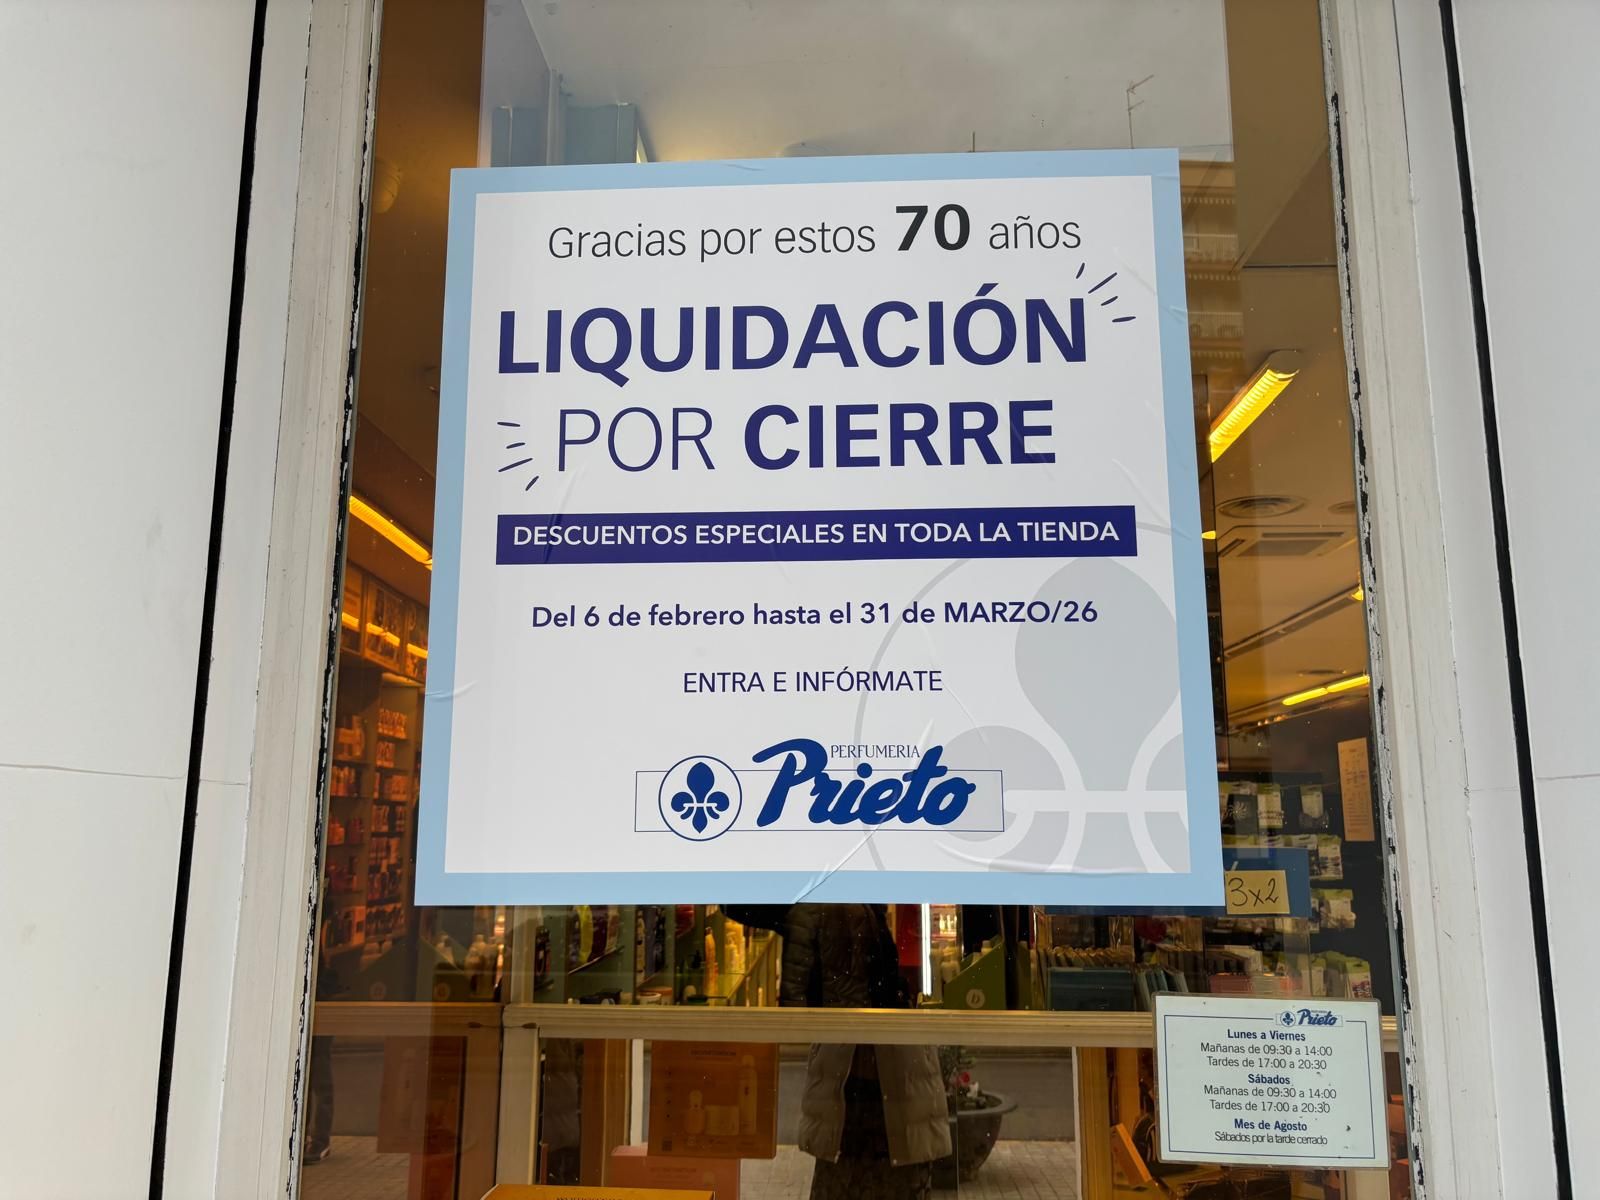 Gracias por estos 70 años
LIQUIDACIÓN
POR CIERRE
DESCUENTOS ESPECIALES EN TODA LA TIENDA
Del 6 de febrero hasta el 31 de MARZO/26
ENTRA E INFÓRMATE
PERFUMERIA
Prieto
3x2
Prieto
Lunes a Viernes
Mañanas de 09:30 a 14:00
Tardes de 17:00 a 20:30
Sábados
Mañanas de 09:30 a 14:00
Tardes de 17:00 a 20:30
Mes de Agosto
Sábados por la tarde cerrado